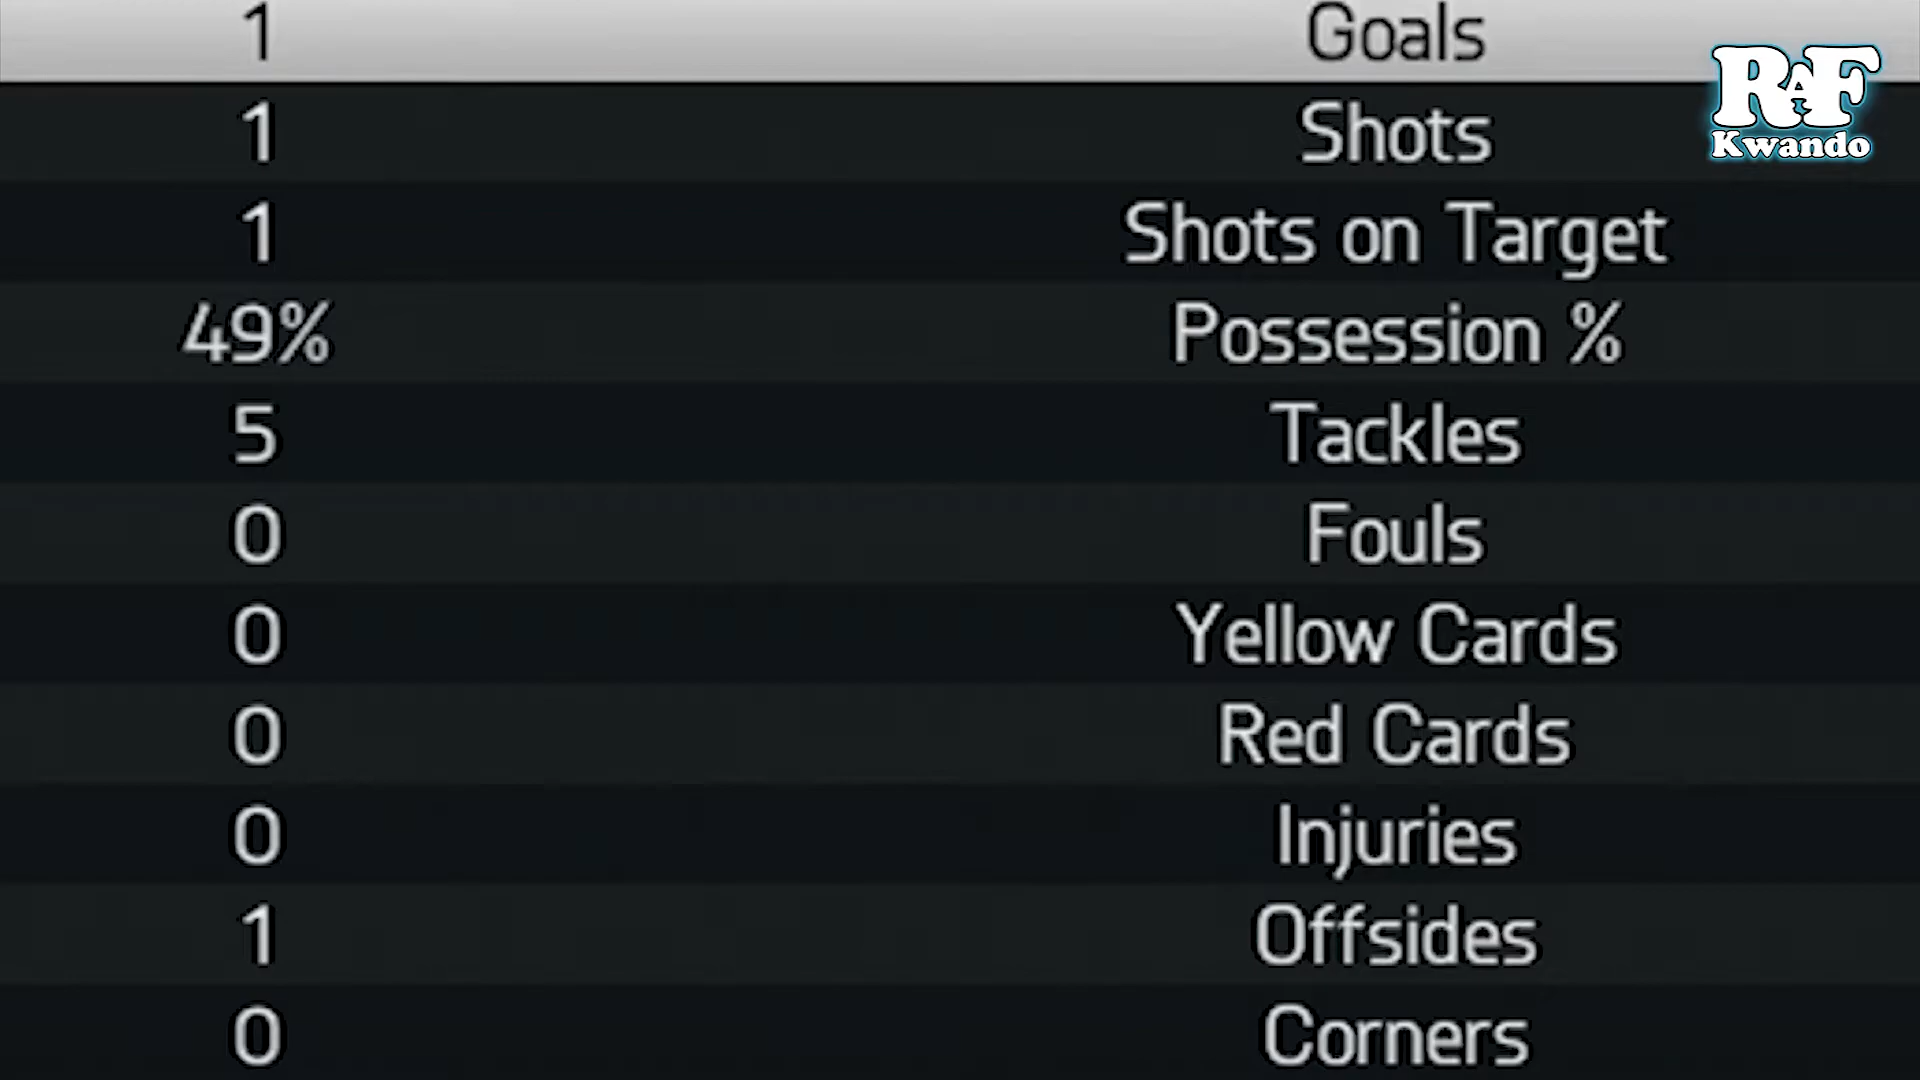 1 Goals
1 Shots
1 Shots on Target
49% Possession %
5 Tackles
0 Fouls
0 Yellow Cards
0 Red Cards
0 Injuries
1 Offsides
0 Corners
RAF
Kwando